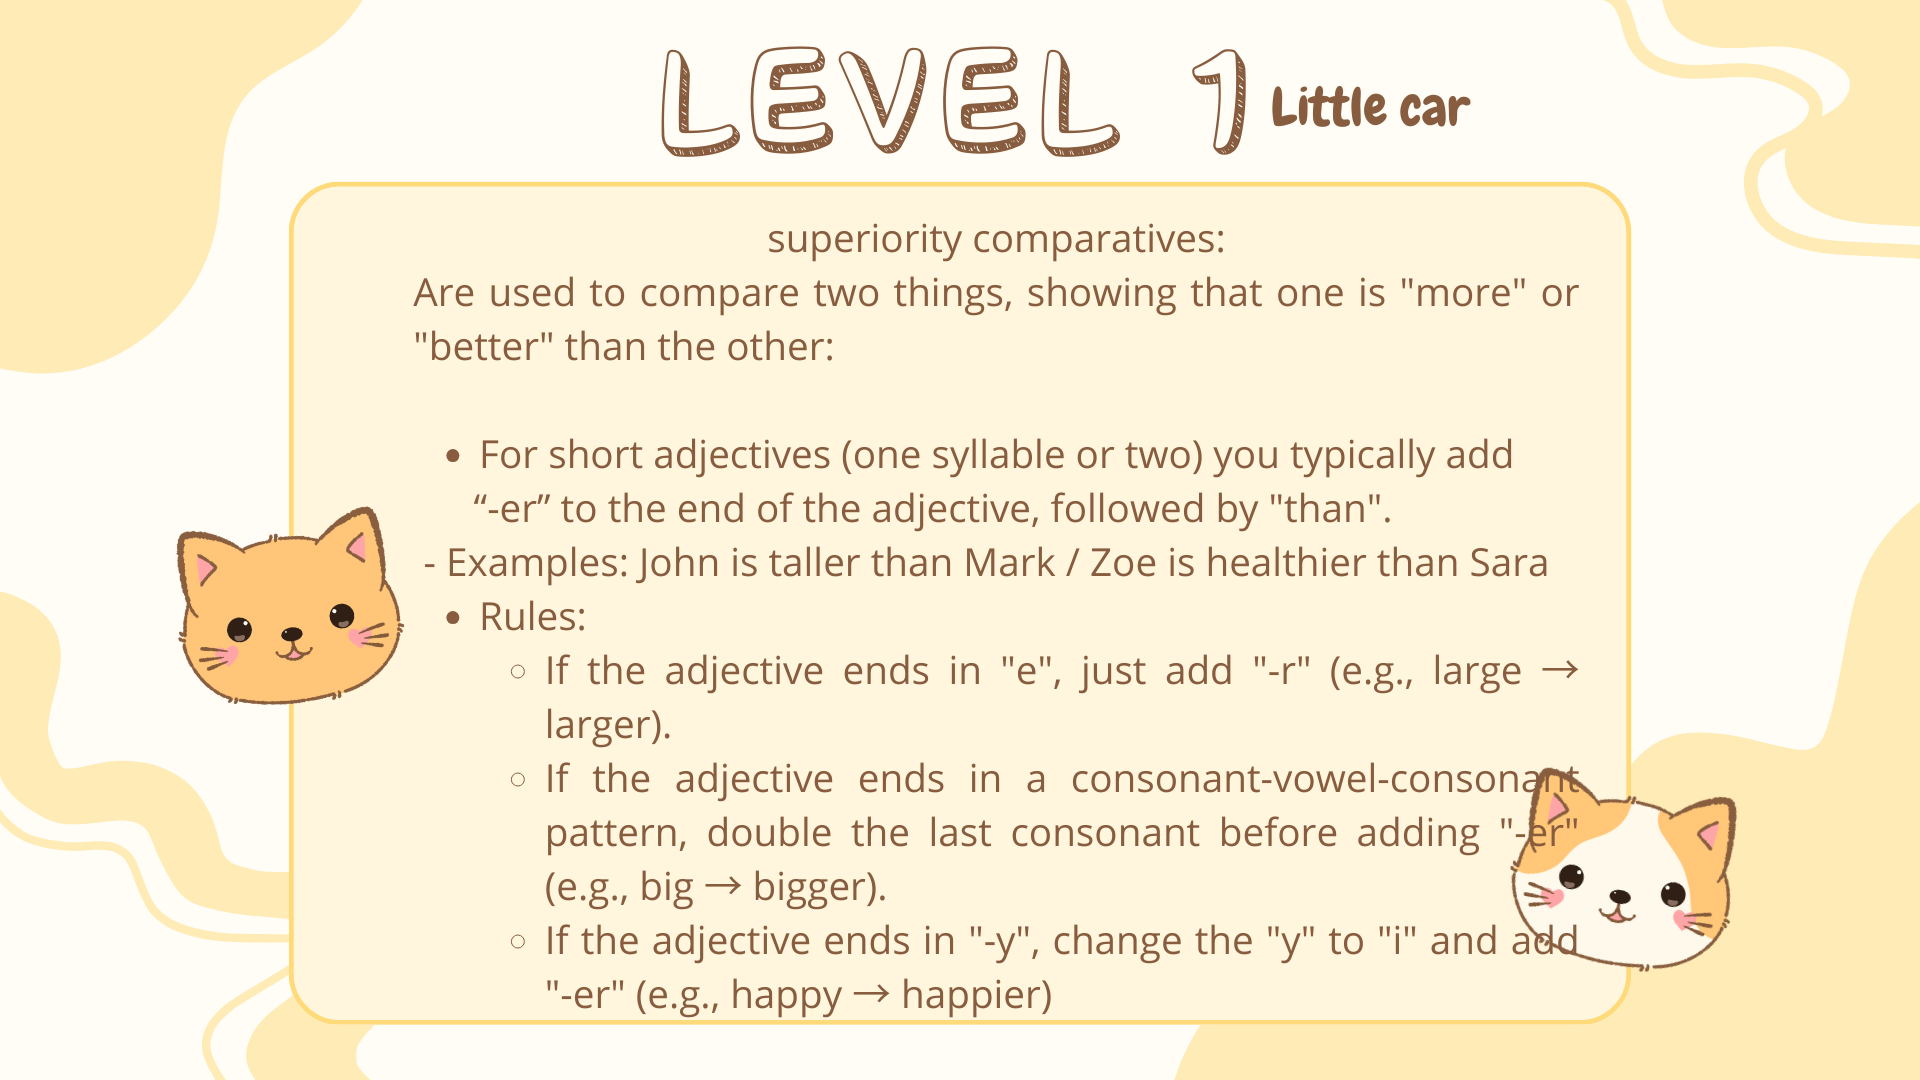 LEVEL 1 Little car
superiority comparatives:
Are used to compare two things, showing that one is "more" or
"better" than the other:
• For short adjectives (one syllable or two) you typically add
“-er” to the end of the adjective, followed by "than".
- Examples: John is taller than Mark / Zoe is healthier than Sara
• Rules:
○ If the adjective ends in "e", just add "-r" (e.g., large →
larger).
○ If the adjective ends in a consonant-vowel-consonant
pattern, double the last consonant before adding "-er"
(e.g., big → bigger).
○ If the adjective ends in "-y", change the "y" to "i" and add
"-er" (e.g., happy → happier)